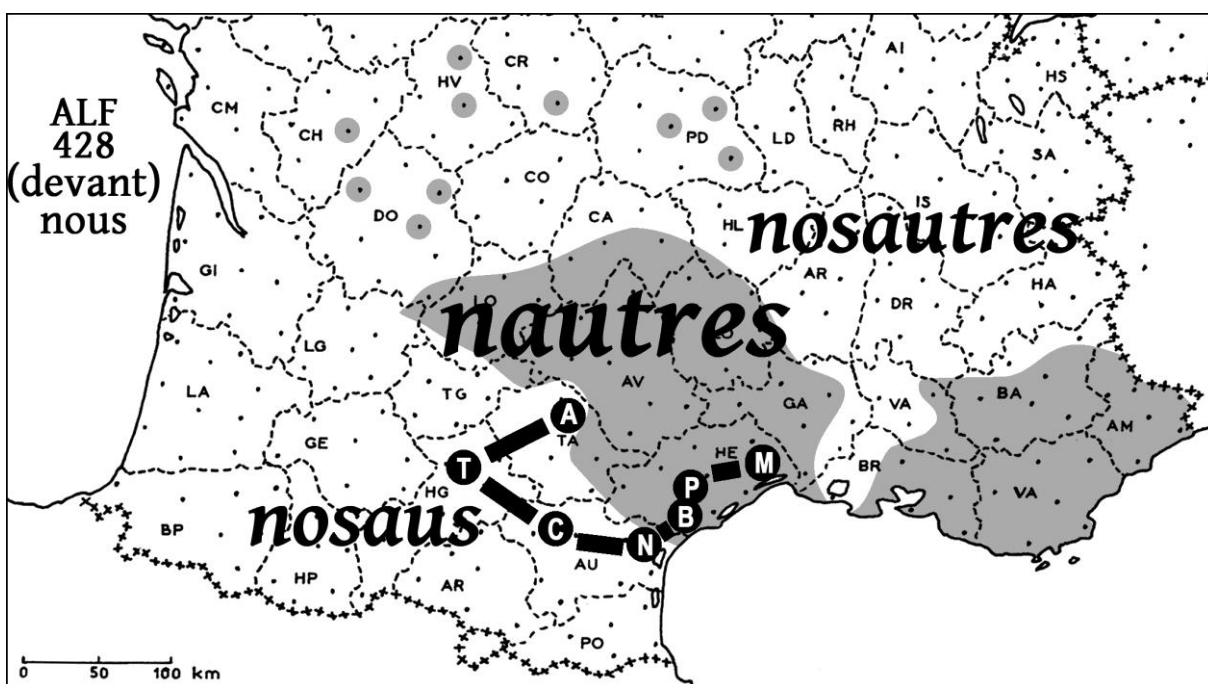 ALF
428
(devant)
nous
CM
CH
HV
CR
PD
LD
RH
AI
HS
SA
DO
CO
CA
HL
IS
nosautres
GI
LO
AR
HA
DR
nautres
LO
LG
LA
TG
AV
GA
VA
BA
AM
GE
A
TA
HE
M
BR
VA
T
P
HG
nosaus
B
BP
C
N
AU
HP
AR
PO
0 50 100 km